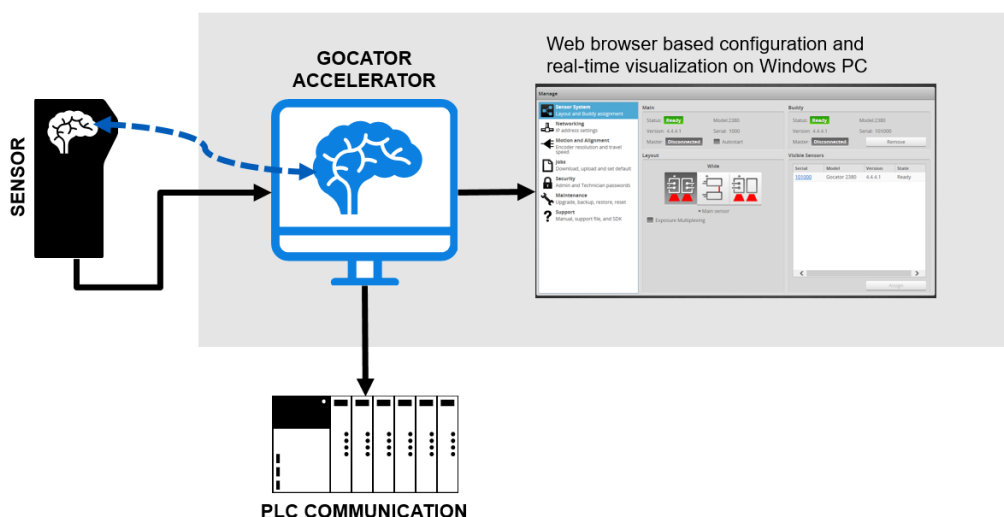 GOCATOR
ACCELERATOR
Web browser based configuration and
real-time visualization on Windows PC
SENSOR
Manage
Sensor System
Layout and Buddy assignment
Networking
IP address settings
Motion and Alignment
Encoder resolution and travel
speed
Jobs
Download, upload and set default
Security
Admin and Technician passwords
Maintenance
Upgrade, backup, restore, reset
Support
Manual, support file, and SDK
Main
Status Ready Model 2380
Version 4.4.4.1 Serial 1000
Master Disconnected Autostart
Layout
Wide
Main sensor
Exposure Multiplexing
Buddy
Status Ready Model 2380
Version 4.4.4.1 Serial 101000
Master Disconnected Remove
Visible Sensors
Serial Model Version State
101000 Gocator 2380 4.4.4.1 Ready
Assign
PLC COMMUNICATION